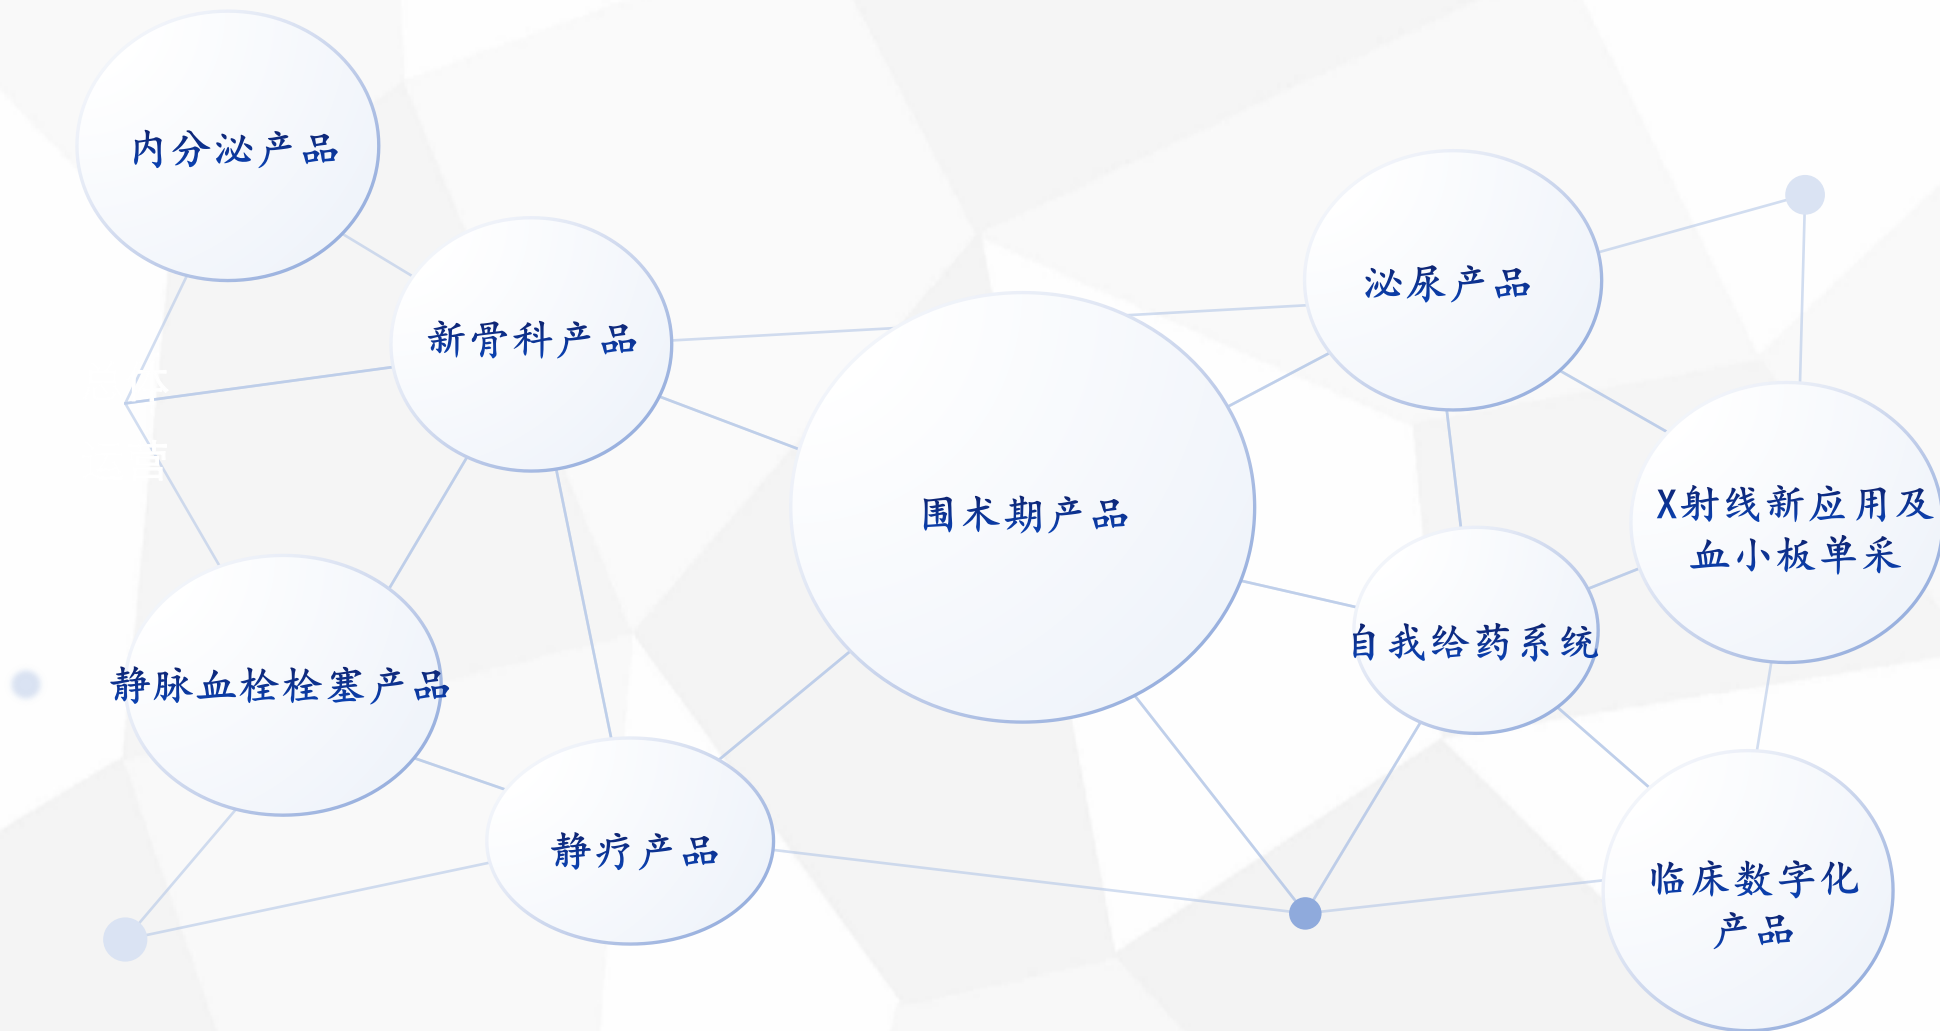 内分泌产品
新骨科产品
泌尿产品
围术期产品
X射线新应用及
血小板单采
自我给药系统
静脉血栓栓塞产品
静疗产品
临床数字化
产品